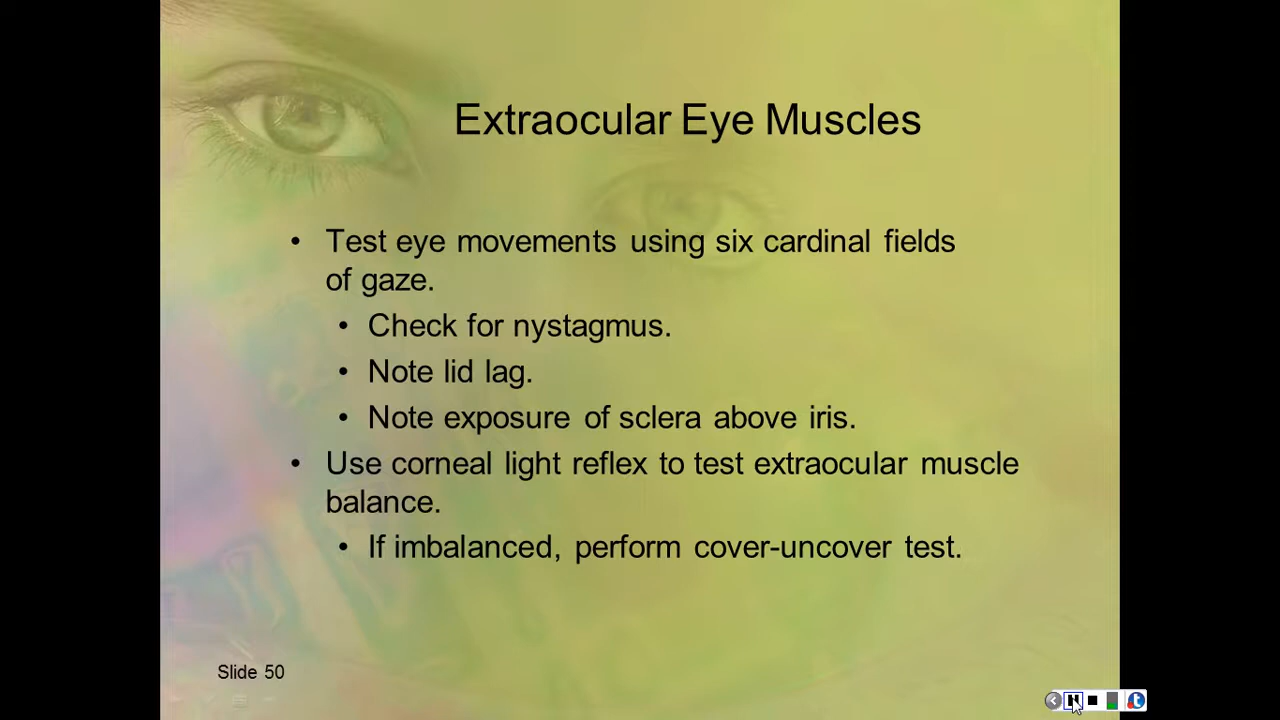 Extraocular Eye Muscles
• Test eye movements using six cardinal fields
of gaze.
• Check for nystagmus.
• Note lid lag.
• Note exposure of sclera above iris.
• Use corneal light reflex to test extraocular muscle
balance.
• If imbalanced, perform cover-uncover test.
Slide 50